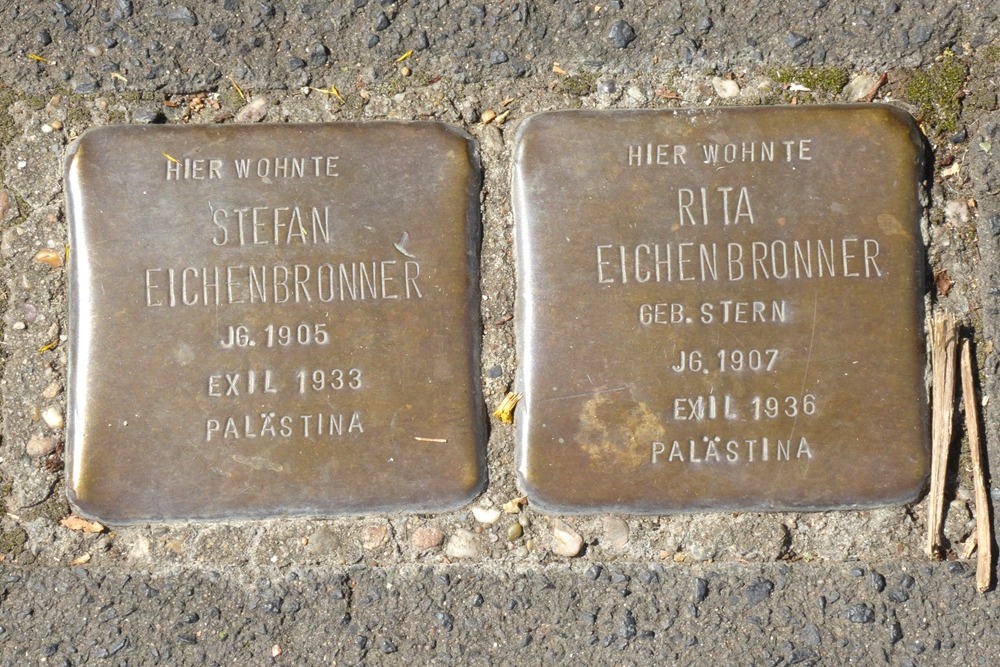 HIER WOHNTE
STEFAN
EICHENBRONNER
JG. 1905
EXIL 1933
PALÄSTINA
HIER WOHNTE
RITA
EICHENBRONNER
GEB. STERN
JG. 1907
EXIL 1936
PALÄSTINA